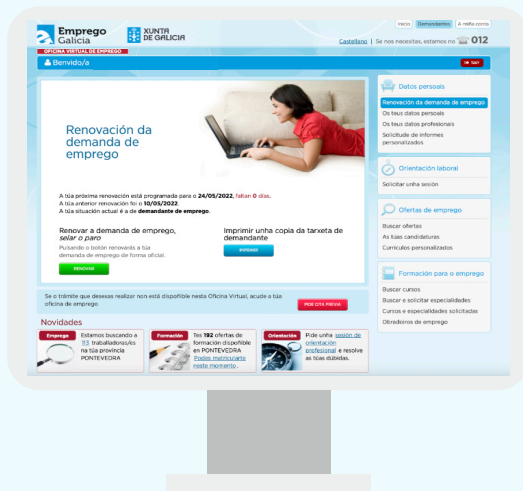 Inicio Demandantes A miña conta
Emprego
Galicia
XUNTA
DE GALICIA
Castellano | Se nos necesitas, estamos no 012
OFICINA VIRTUAL DE EMPREGO
Benvido/a
Saír
Renovación da
demanda de
emprego
A túa próxima renovación está programada para o 24/05/2022, faltan 0 días.
A túa anterior renovación foi o 10/05/2022.
A túa situación actual é a de demandante de emprego.
Renovar a demanda de emprego,
selar o paro
Pulsando o botón renovarás a túa
demanda de emprego de forma oficial.
RENOVAR
Imprimir unha copia da tarxeta de
demandante
IMPRIMIR
Se o trámite que desexas realizar non está dispoñible nesta Oficina Virtual, acude a túa
oficina de emprego.
PIDE CITA PREVIA
Novidades
Emprego
Estamos buscando a
113 traballadoras/es
na túa provincia
PONTEVEDRA
Formación
Tes 192 ofertas de
formación dispoñible
en PONTEVEDRA
Podes matricularte
neste momento.
Orientación
Pide unha sesión de
orientación
profesional e resolve
as túas dúbidas.
Datos persoais
Renovación da demanda de emprego
Os teus datos persoais
Os teus datos profesionais
Solicitude de informes
personalizados
Orientación laboral
Solicitar unha sesión
Ofertas de emprego
Buscar ofertas
As túas candidaturas
Currículos personalizados
Formación para o emprego
Buscar cursos
Buscar e solicitar especialidades
Cursos e especialidades solicitadas
Obradoiros de emprego